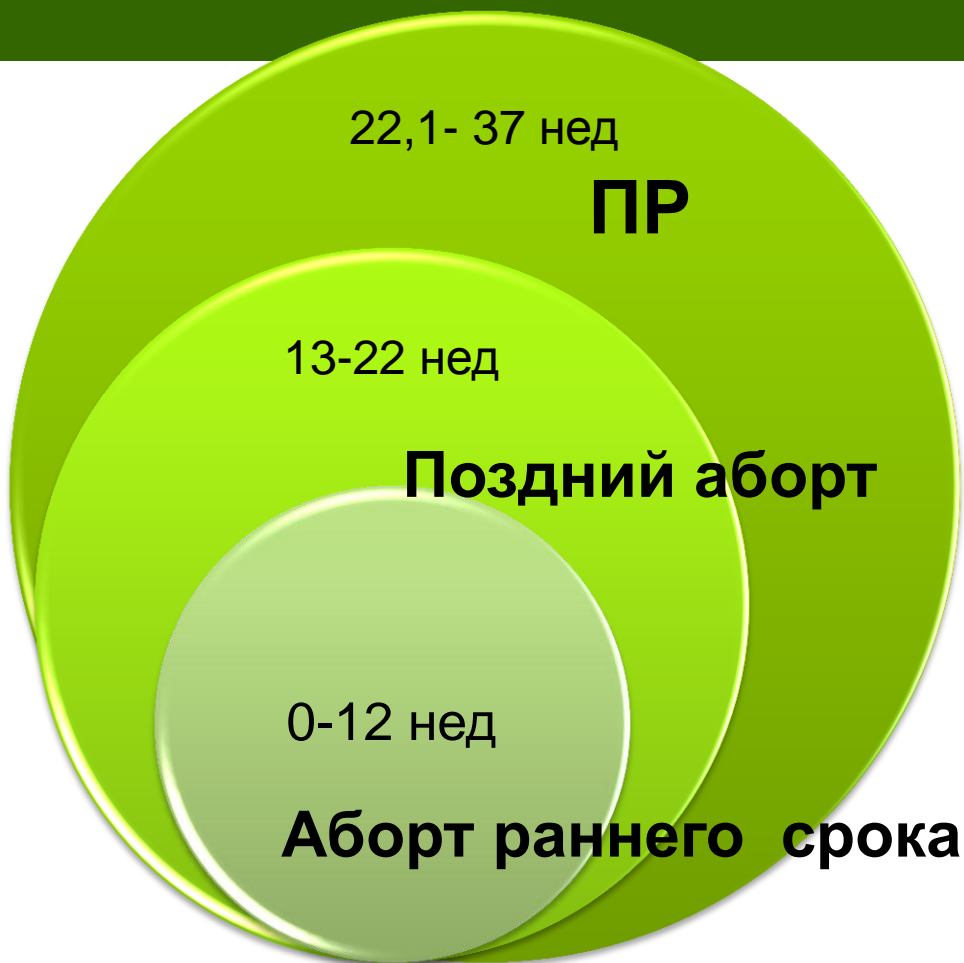 22,1- 37 нед
ПР
13-22 нед
Поздний аборт
0-12 нед
Аборт раннего  срока